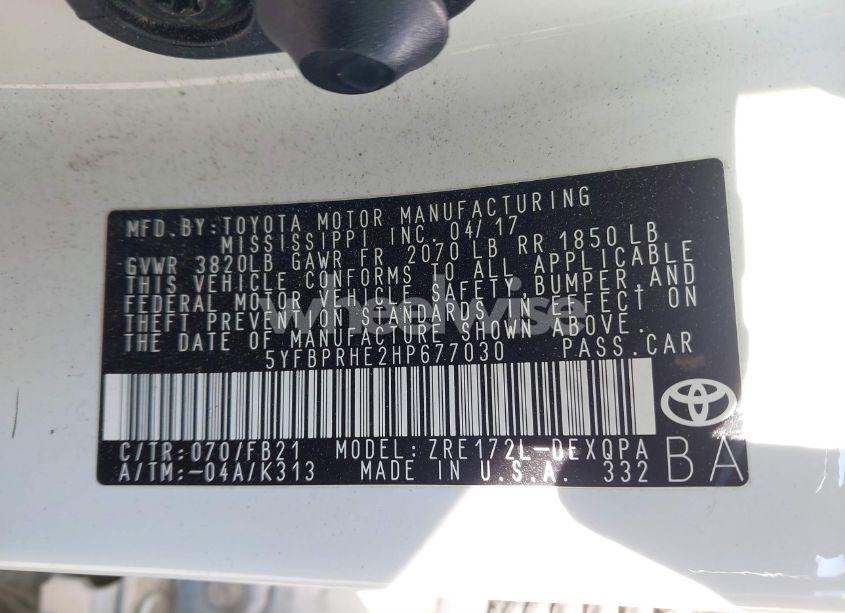 MFD. BY: TOYOTA MOTOR MANUFACTURING
MISSISSIPPI INC. 04/17
GVWR 3820LB GAWR FR 2070 LB RR 1850 LB
THIS VEHICLE CONFORMS TO ALL APPLICABLE
FEDERAL MOTOR VEHICLE SAFETY, BUMPER, AND
THEFT PREVENTION STANDARDS IN EFFECT ON
THE DATE OF MANUFACTURE SHOWN ABOVE.
5YFBPRHE2HP677030 PASS. CAR
C/TR: 070/FB21 MODEL: ZRE172L-DEXQPA
A/TM: -04A/K313 MADE IN U.S.A. 332 BA
wheelwise